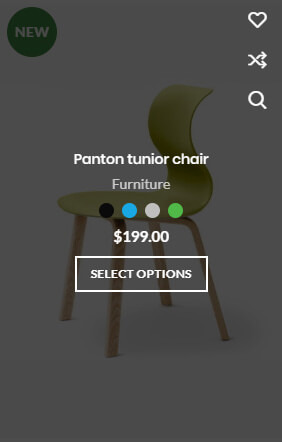 NEW
Panton tunior chair
Furniture
$199.00
SELECT OPTIONS